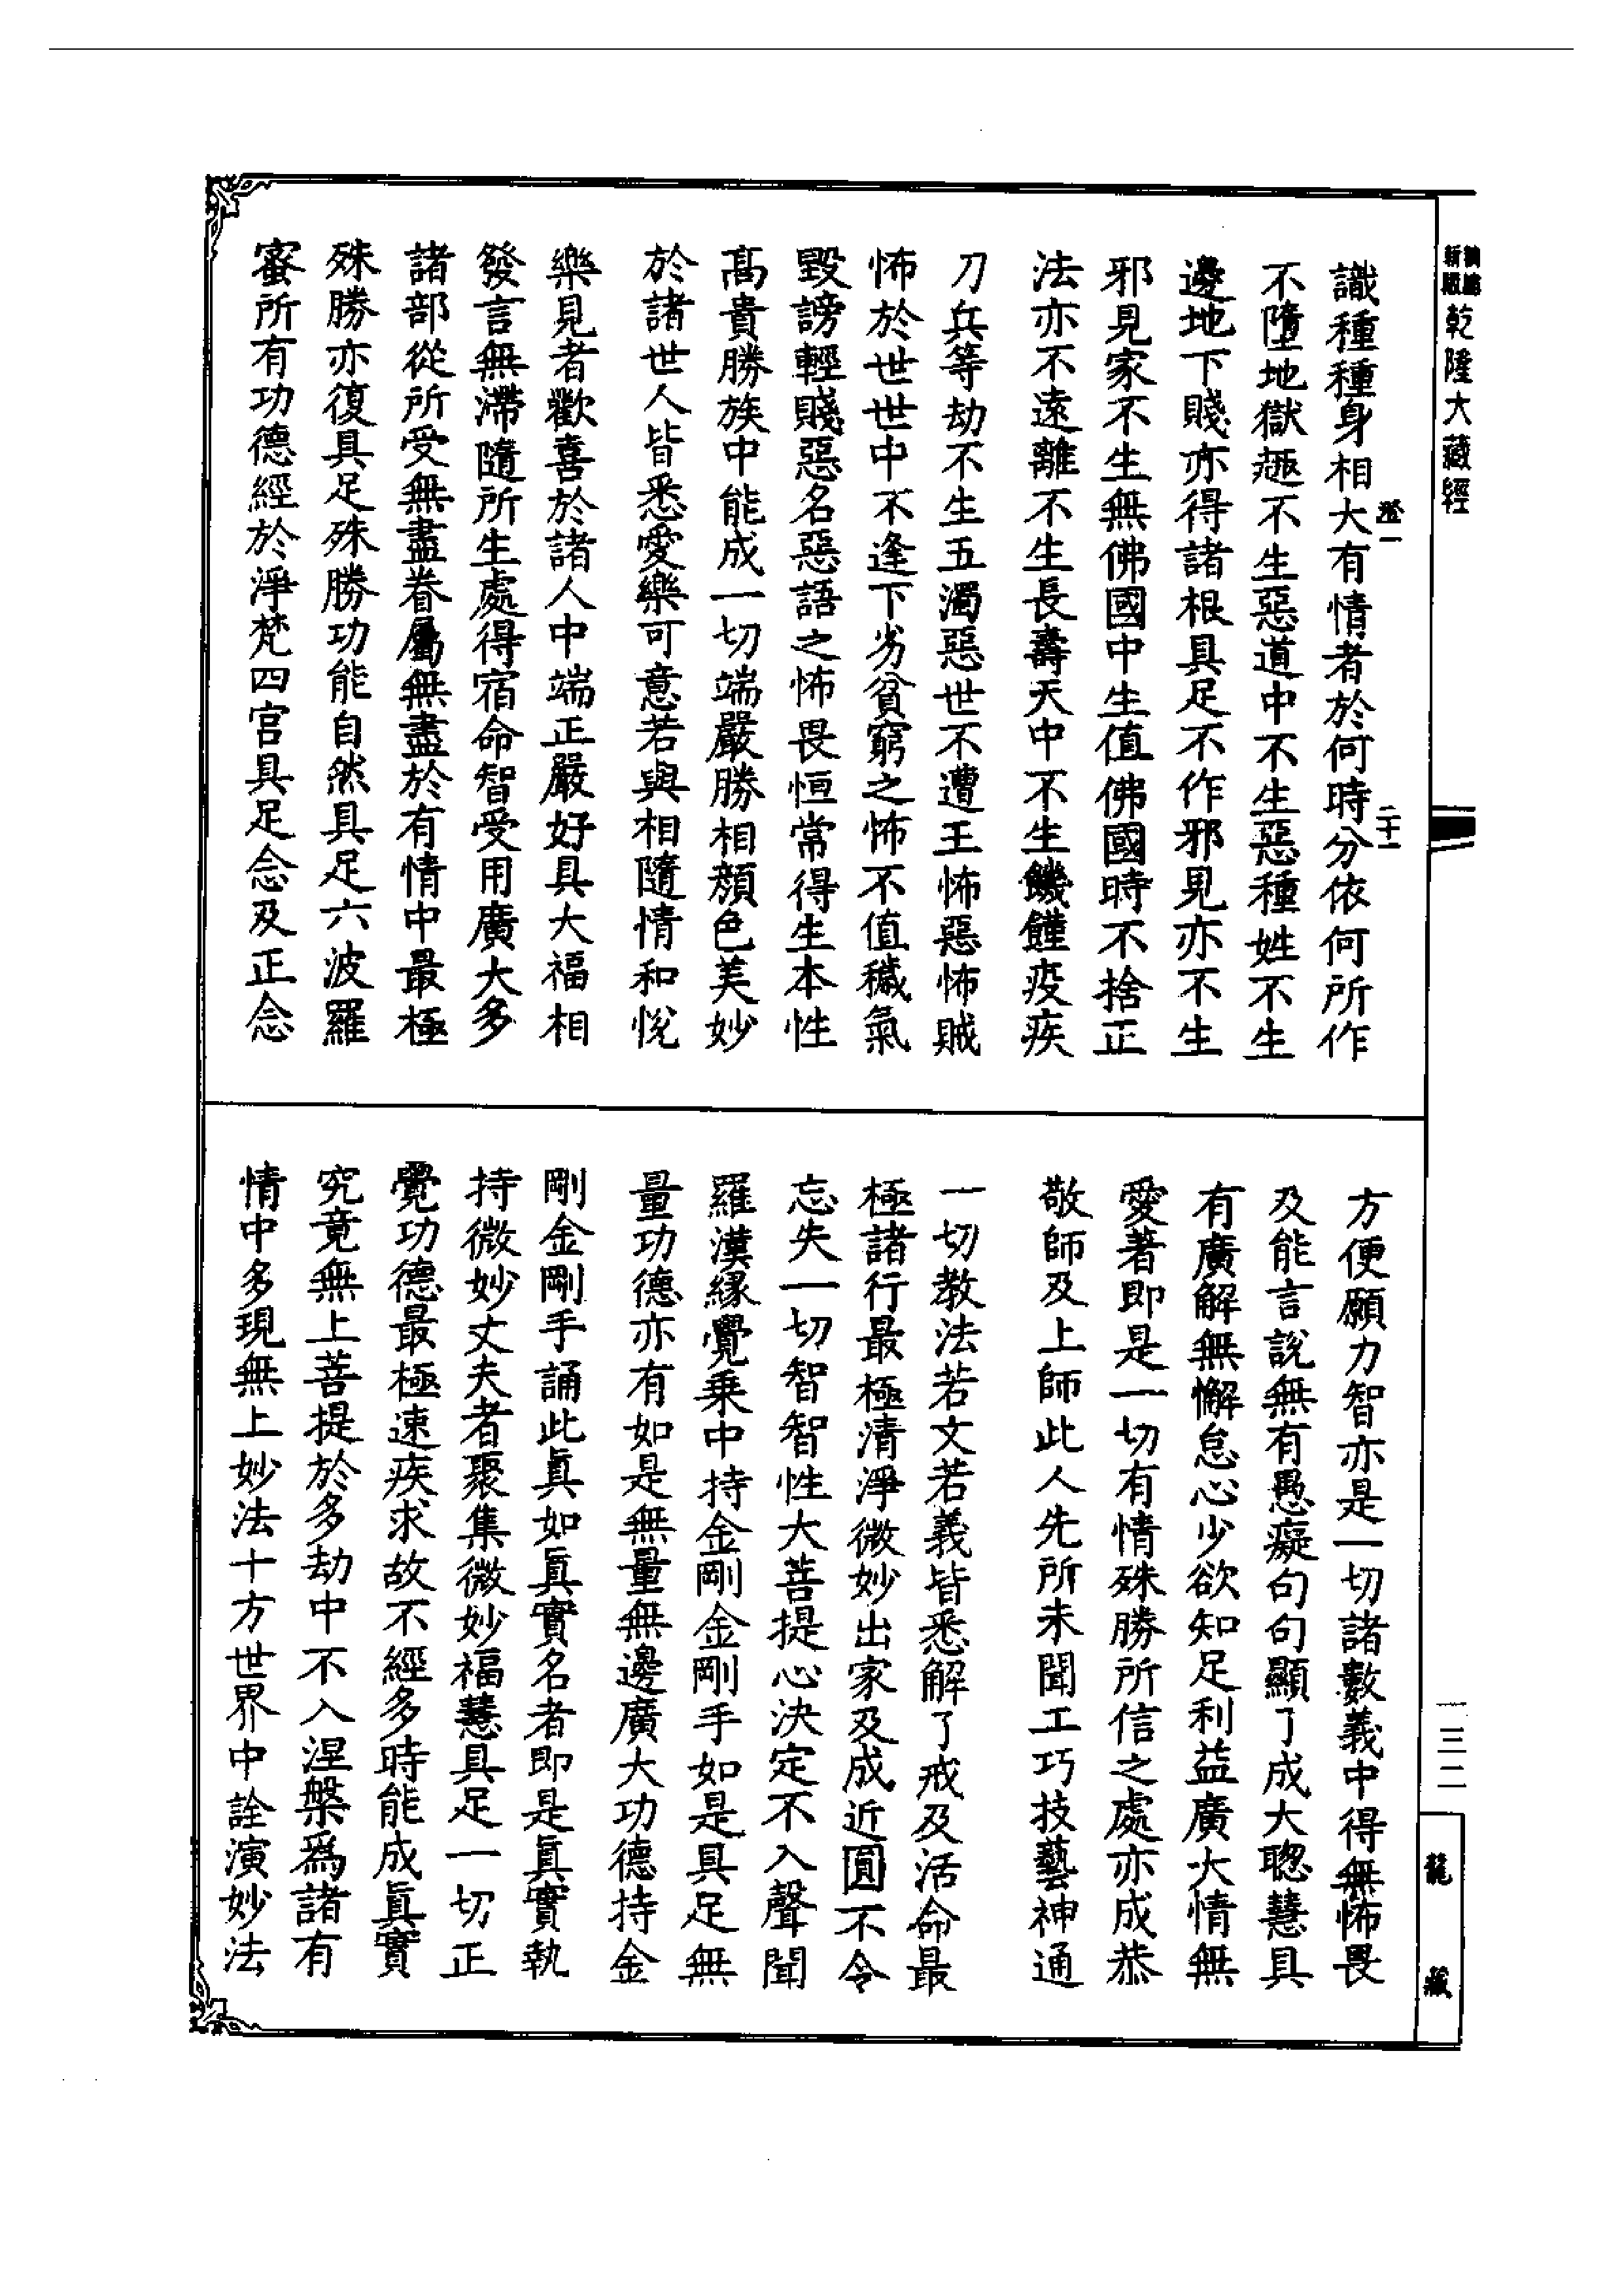 乾隆大藏經
識種種身相大有情者於何時分依何所作
不墮地獄趣不生惡道中不生惡種姓不生
邊地下賤亦得諸根具足不作邪見亦不生
邪見家不生無佛國中生值佛國時不捨正
法亦不遠離不生長壽天中不生饑饉疫疾
刀兵等劫不生五濁惡世不遭王怖惡怖賊
怖於世世中不逢下劣貧窮之怖不值穢氣
毀謗輕賤惡名惡語之怖畏恒常得生本性
高貴勝族中能成一切端嚴勝相顏色美妙
於諸世人皆悉愛樂可意若與相隨情和悅
樂見者歡喜於諸人中端正嚴好具大福相
發言無滯隨所生處得宿命智受用廣大多
諸部從所受無盡眷屬無盡於有情中最極
殊勝亦復具足殊勝功能自然具足六波羅
蜜所有功德經於淨梵四宫具足念及正念
方便願力智亦是一切諸數義中得無怖畏
及能言說無有愚癡句句顯了成大聰慧具
有廣解無懈怠心少欲知足利益廣大情無
愛著即是一切有情殊勝所信之處亦成恭
敬師及上師此人先所未聞工巧技藝神通
一切教法若文若義皆悉解了戒及活命最
極諸行最極清淨微妙出家及成近圓不令
忘失一切智智性大菩提心決定不入聲聞
羅漢緣覺乘中持金剛金剛手如是具足無
量功德亦有如是無量無邊廣大功德持金
剛金剛手誦此眞如眞實名者即是眞實執
持微妙丈夫者聚集微妙福慧具足一切正
覺功德最極速疾求故不經多時能成眞實
究竟無上菩提於多劫中不入涅槃爲諸有
情中多現無上妙法十方世界中詮演妙法
一三二
龍藏